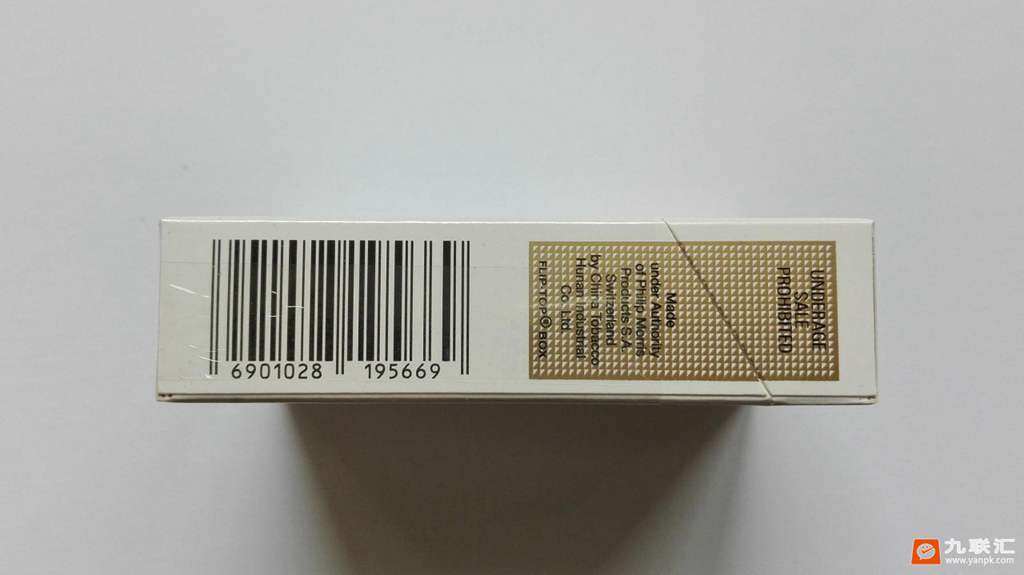 UNDERAGE
SALE
PROHIBITED
Made
under Authority
of Philip Morris
Products S.A.
Switzerland
by China Tobacco
Hunan Industrial
Co. Ltd.
FLIP-TOP® BOX
6901028 195669
九联汇
www.yanpk.com